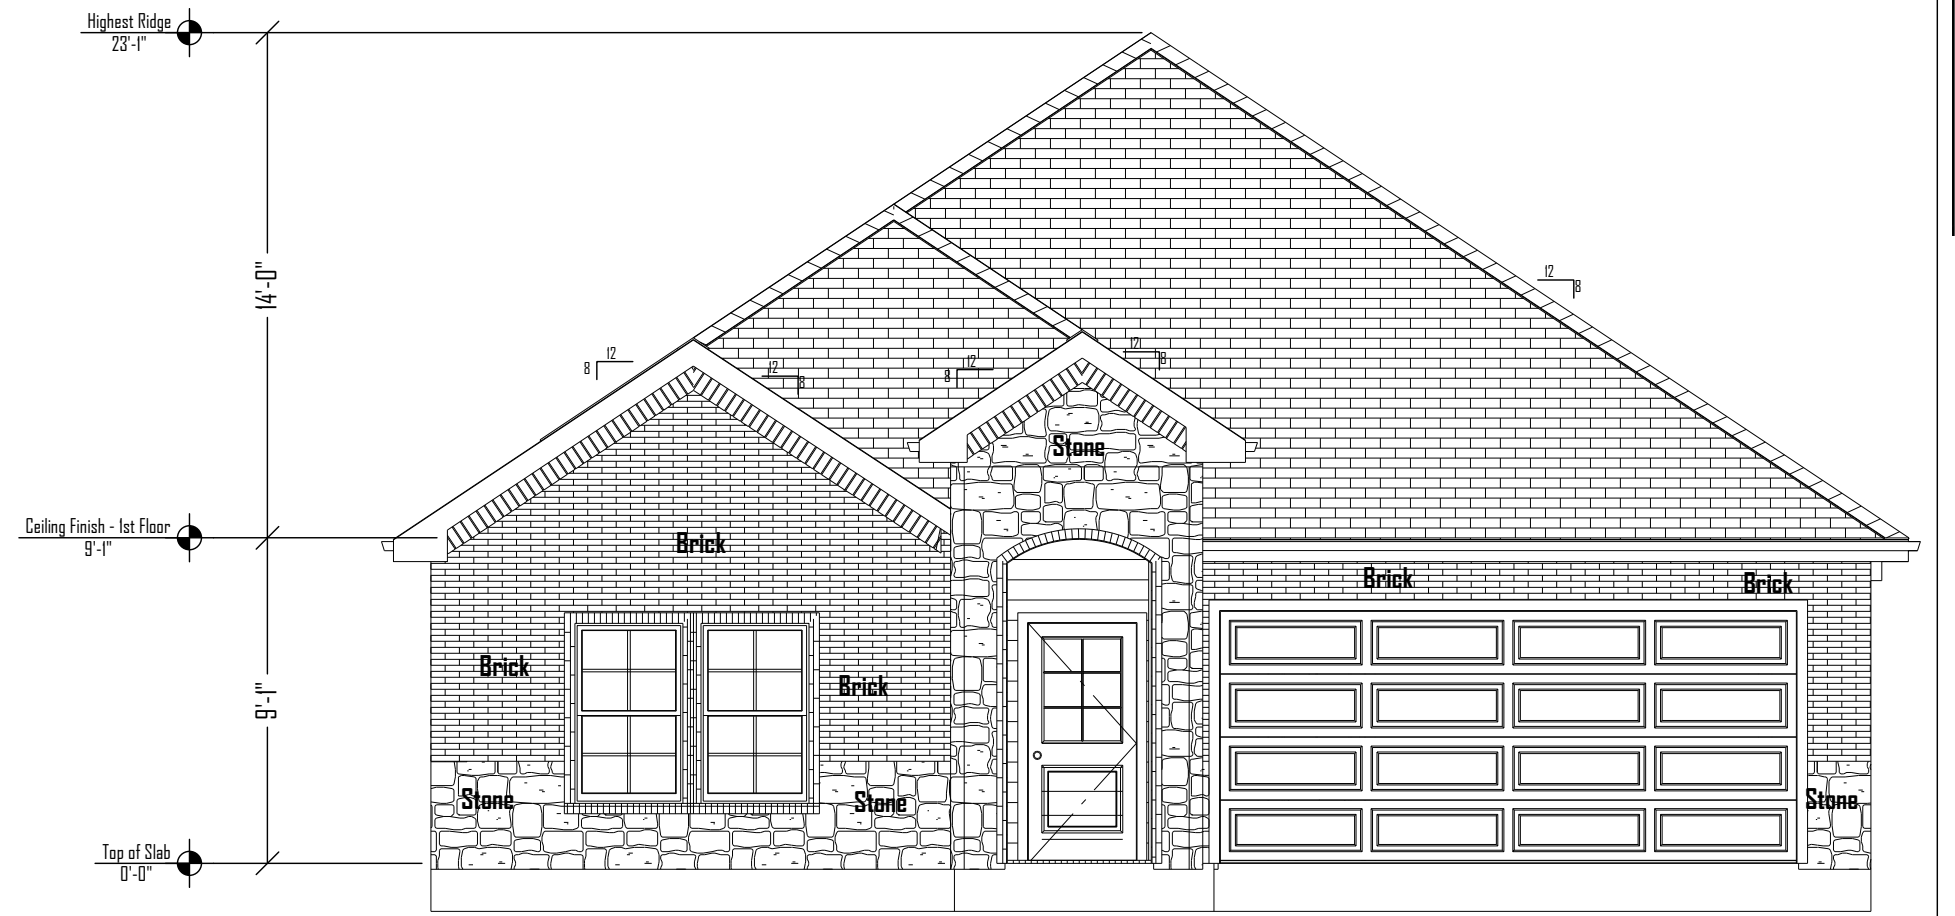 Highest Ridge
23'-1"
14'-0"
12
8
12
8
12
8
12
8
12
8
Stone
Ceiling Finish - 1st Floor
9'-1"
Brick
Brick
Brick
Brick
Brick
9'-1"
Stone
Stone
Stone
Top of Slab
0'-0"